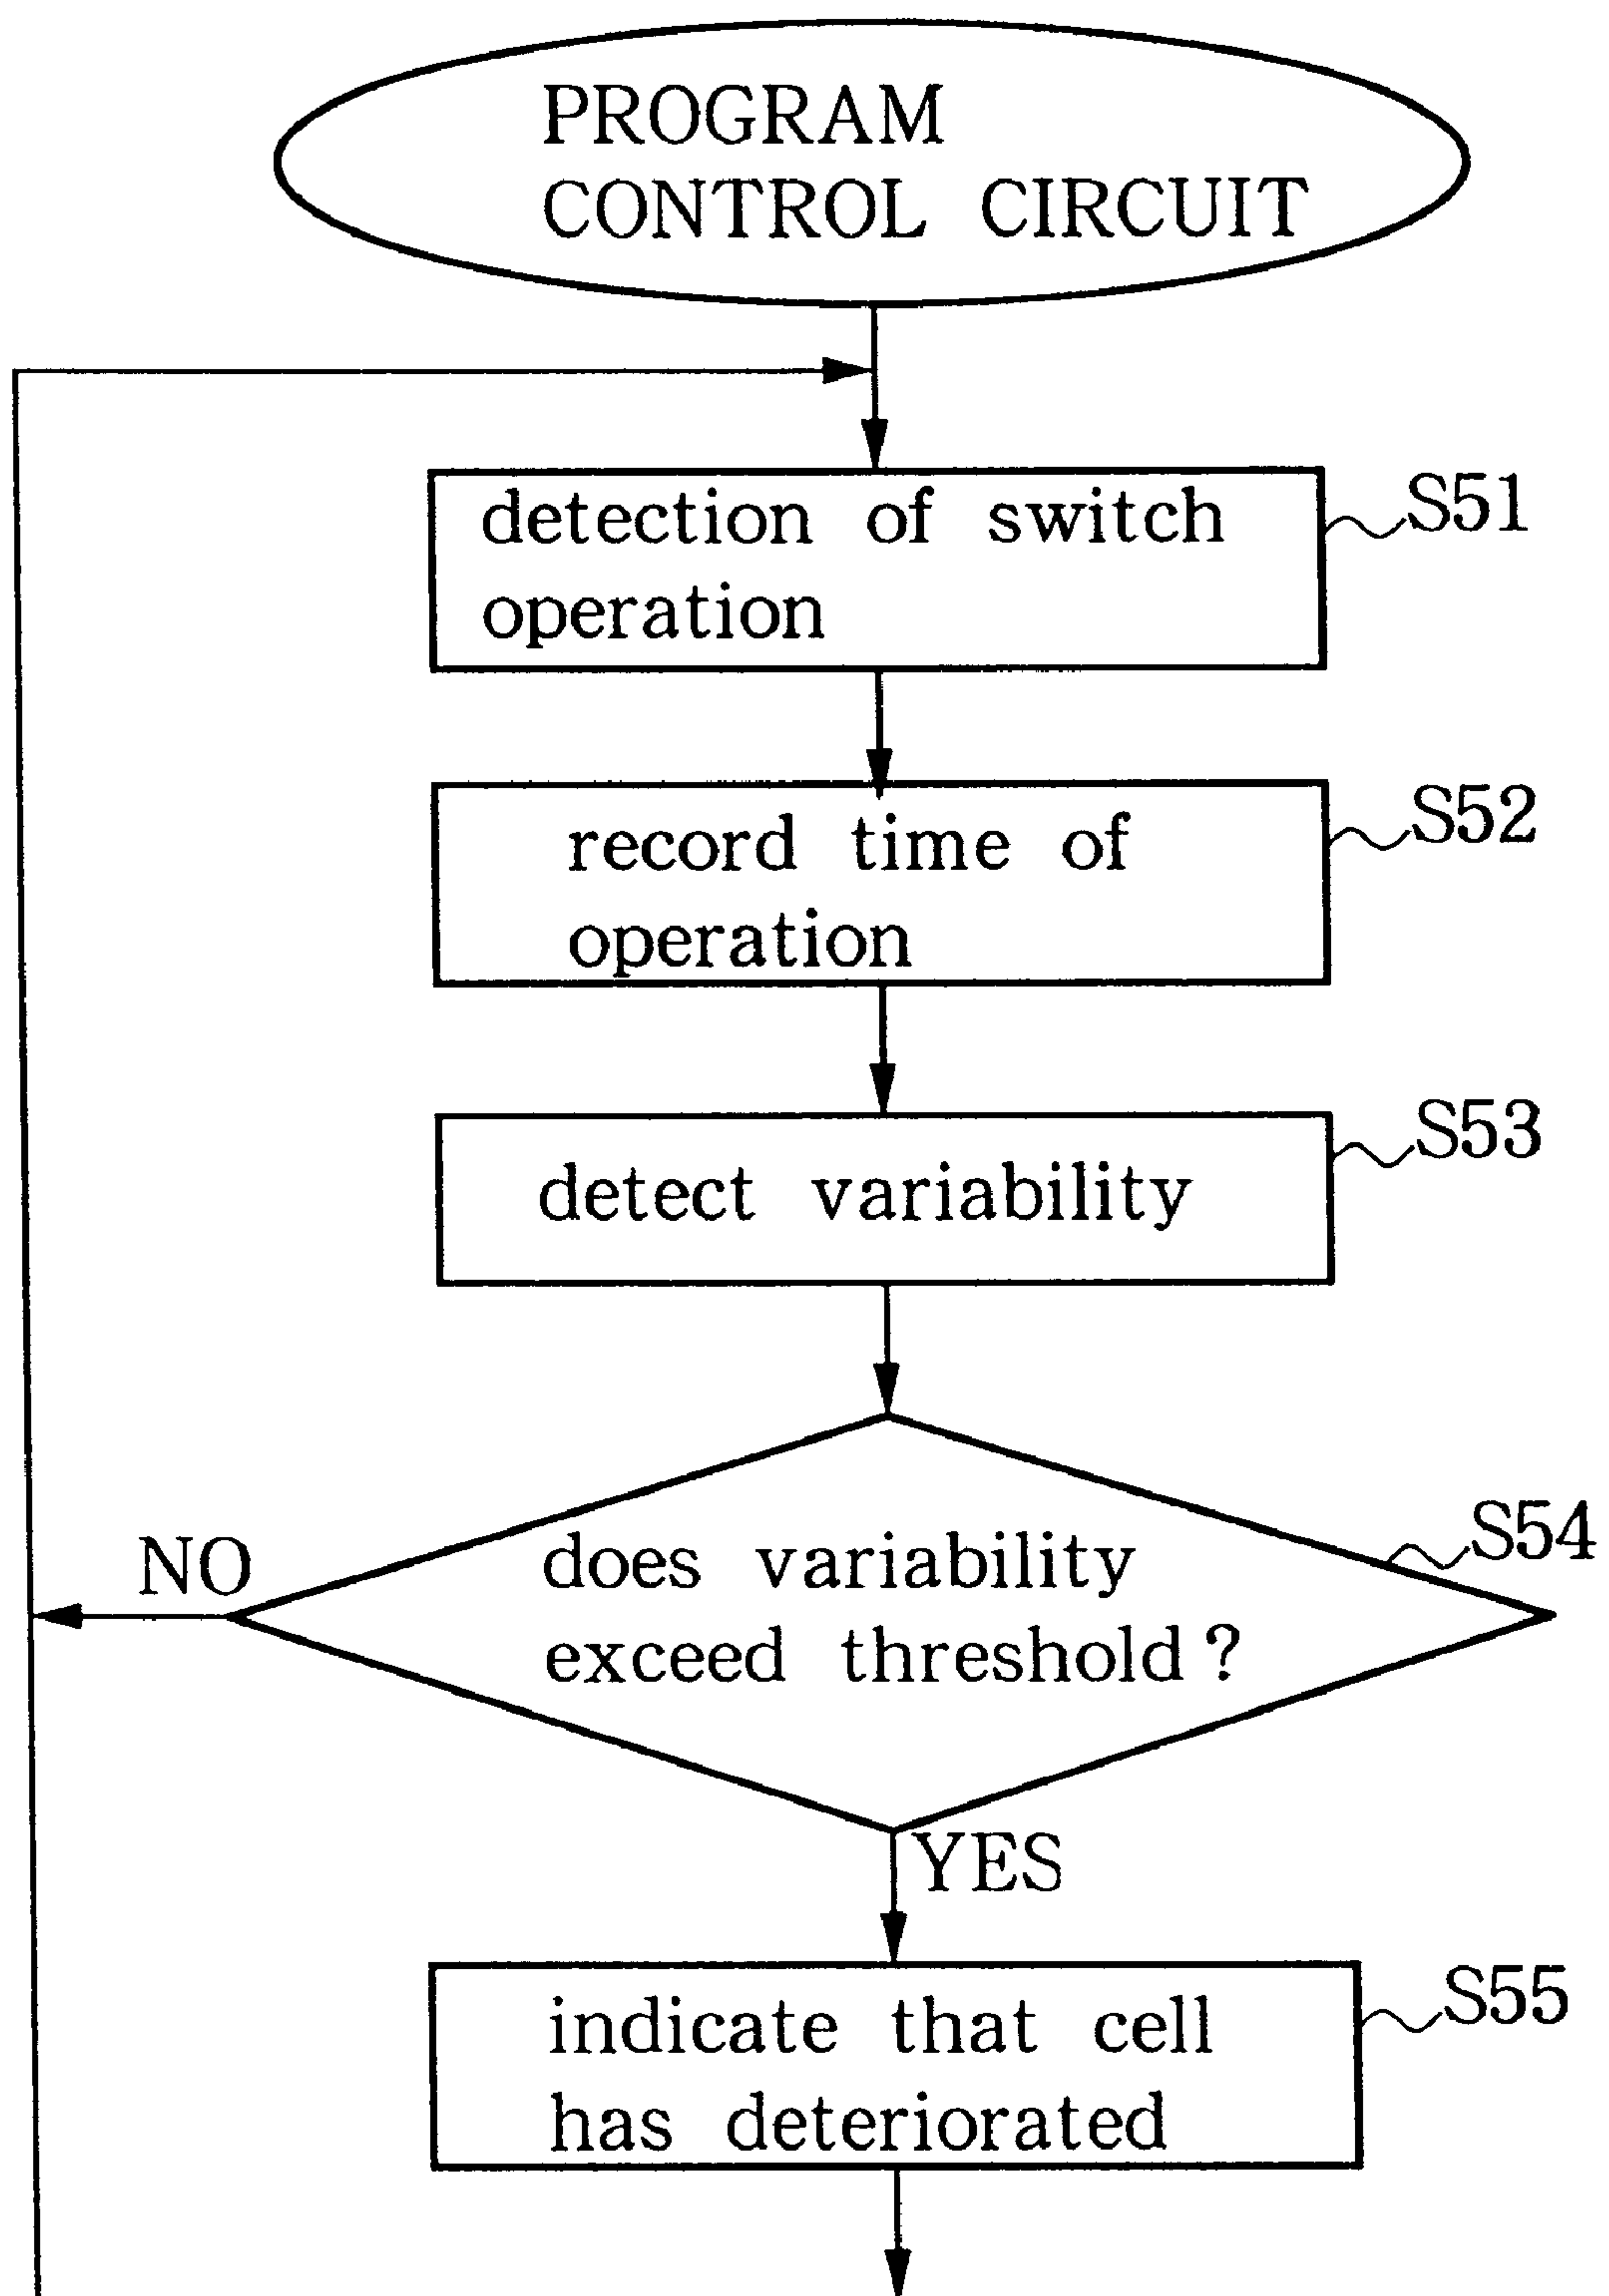 PROGRAM
CONTROL CIRCUIT
detection of switch
operation
S51
record time of
operation
S52
detect variability
S53
does variability
exceed threshold?
S54
NO
YES
indicate that cell
has deteriorated
S55